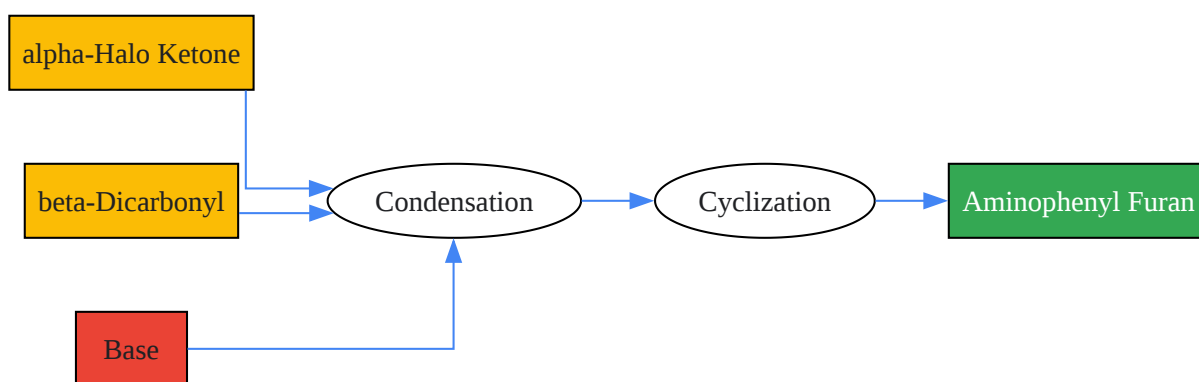 alpha-Halo Ketone
beta-Dicarbonyl
Condensation
Cyclization
Aminophenyl Furan
Base